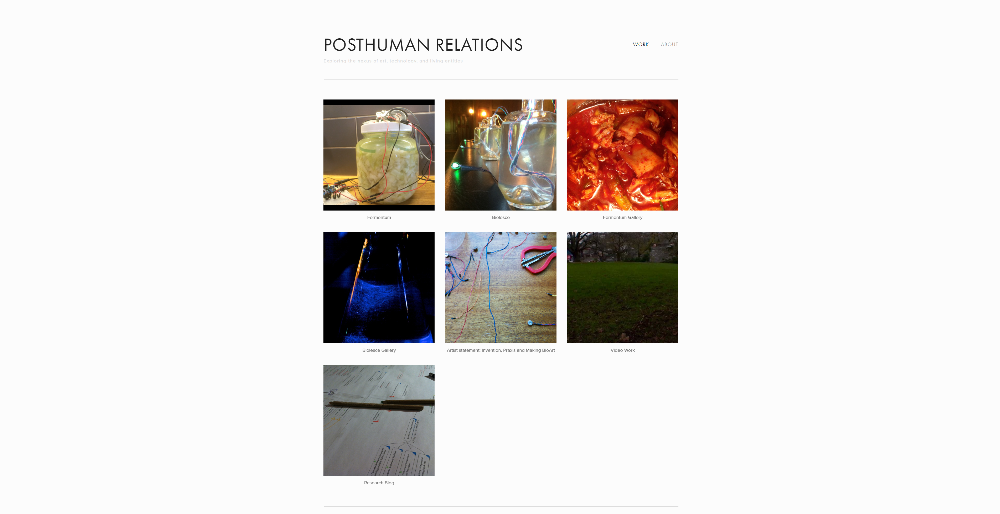 POSTHUMAN RELATIONS
WORK
ABOUT
Exploring the nexus of art, technology, and living entities
Fermentum
Biolesce
Fermentum Gallery
Biolesce Gallery
Artist statement: Invention, Praxis and Making BioArt
Video Work
Research Blog